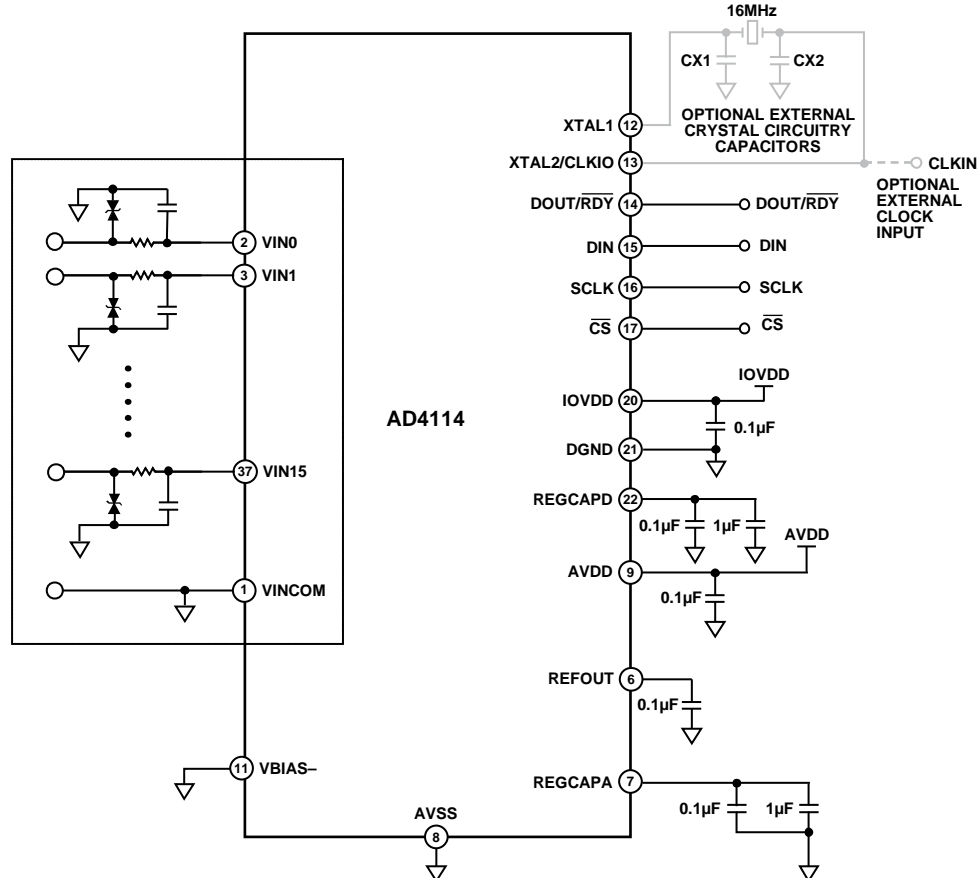 16MHz
CX1
CX2
OPTIONAL EXTERNAL
CRYSTAL CIRCUITRY
CAPACITORS
XTAL1
12
XTAL2/CLKIO
13
CLKIN
OPTIONAL
EXTERNAL
CLOCK
INPUT
DOUT/RDY
14
DOUT/RDY
DIN
15
DIN
SCLK
16
SCLK
CS
17
CS
2
VIN0
3
VIN1
AD4114
IOVDD
IOVDD
20
0.1µF
DGND
21
37
VIN15
REGCAPD
22
0.1µF
1µF
AVDD
AVDD
9
0.1µF
1
VINCOM
REFOUT
6
0.1µF
11
VBIAS–
REGCAPA
7
0.1µF
1µF
AVSS
8